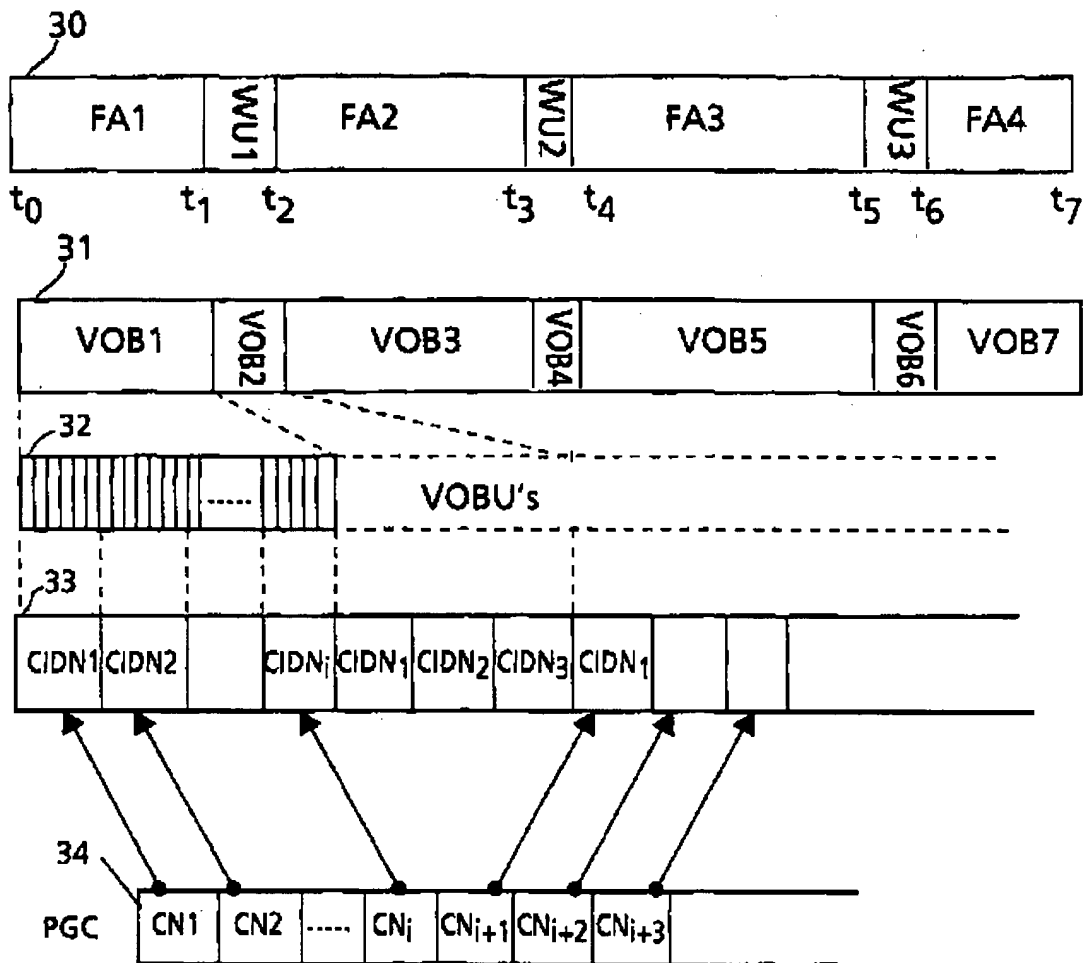 30
FA1 WU1 FA2 WU2 FA3 WU3 FA4
t0 t1 t2 t3 t4 t5 t6 t7
31
VOB1 VOB2 VOB3 VOB4 VOB5 VOB6 VOB7
32
...... VOBU's
33
CIDN1 CIDN2 CIDNi CIDN1 CIDN2 CIDN3 CIDN1
34
PGC CN1 CN2 ..... CNi CNi+1 CNi+2 CNi+3